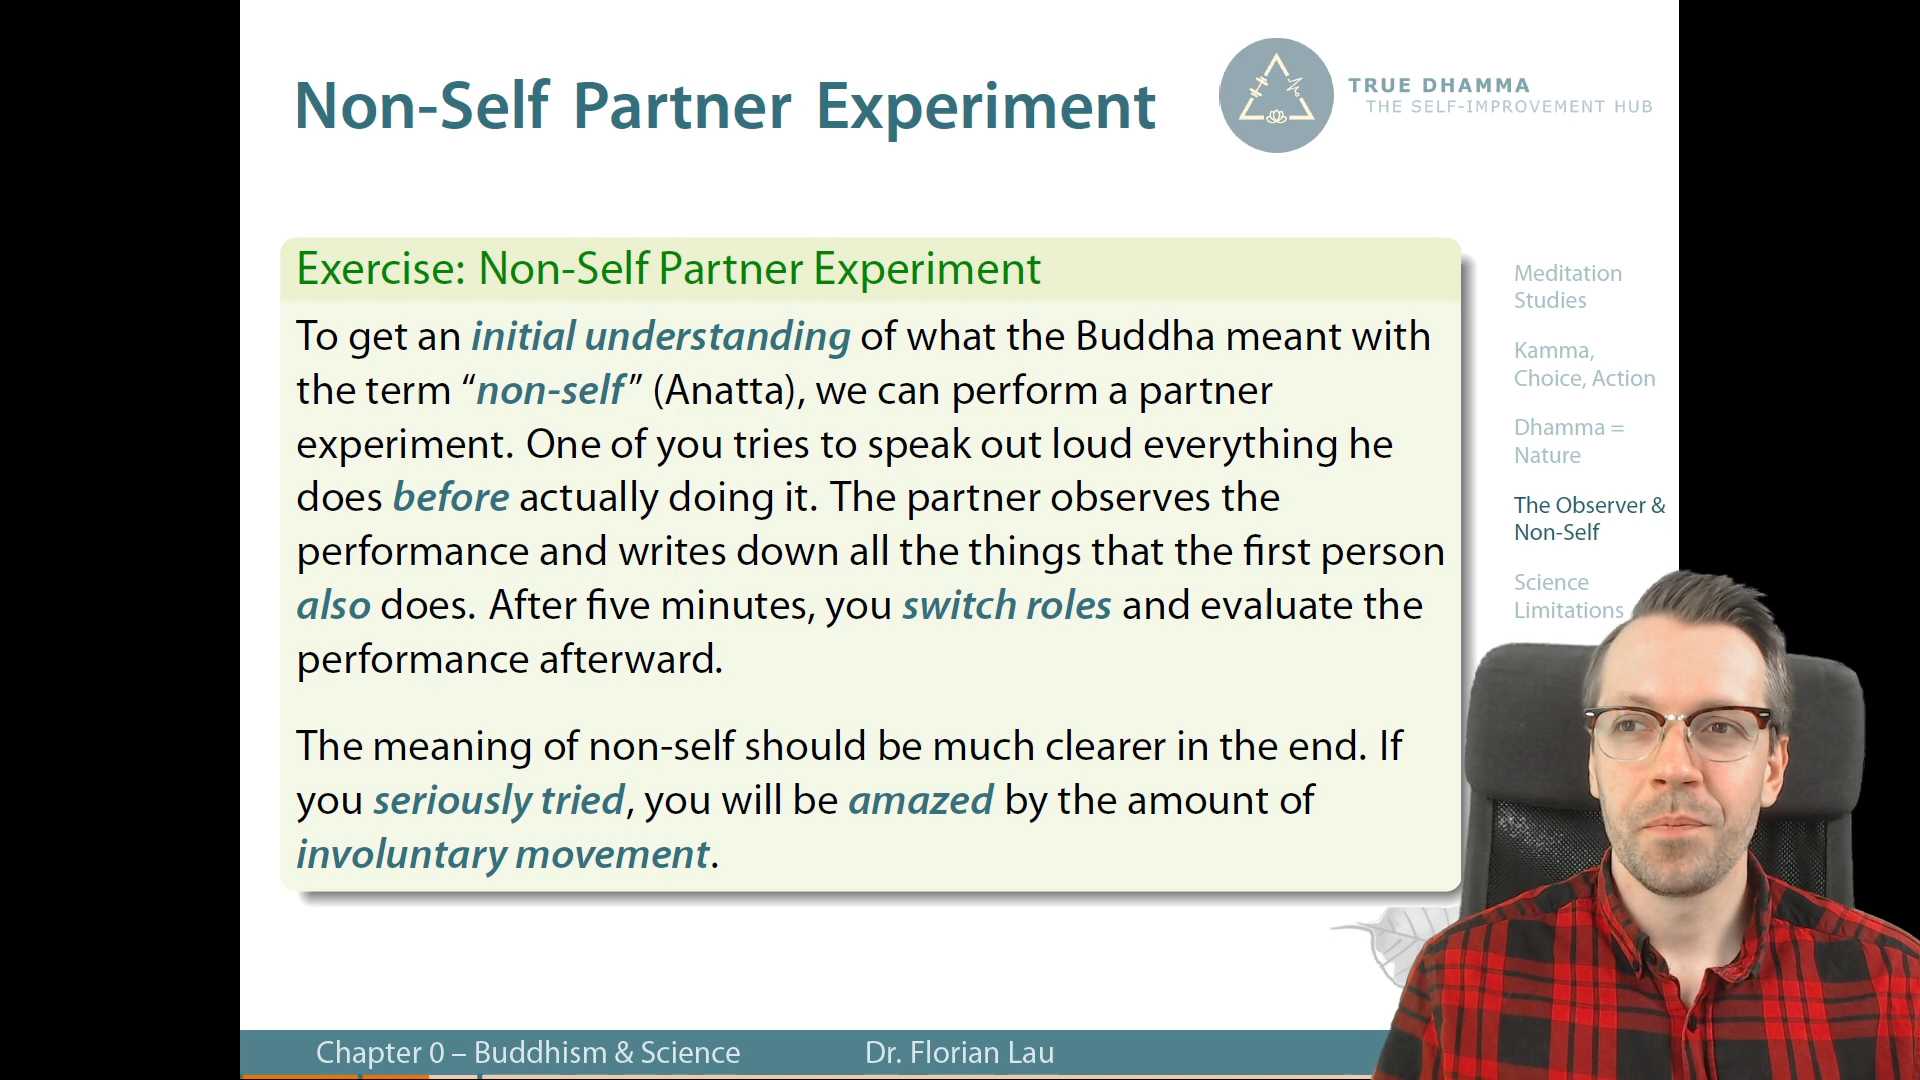 Non-Self Partner Experiment
TRUE DHAMMA
THE SELF-IMPROVEMENT HUB
Exercise: Non-Self Partner Experiment
To get an initial understanding of what the Buddha meant with
the term “non-self” (Anatta), we can perform a partner
experiment. One of you tries to speak out loud everything he
does before actually doing it. The partner observes the
performance and writes down all the things that the first person
also does. After five minutes, you switch roles and evaluate the
performance afterward.
The meaning of non-self should be much clearer in the end. If
you seriously tried, you will be amazed by the amount of
involuntary movement.
Meditation
Studies
Kamma,
Choice, Action
Dhamma =
Nature
The Observer &
Non-Self
Science
Limitations
Chapter 0 – Buddhism & Science
Dr. Florian Lau